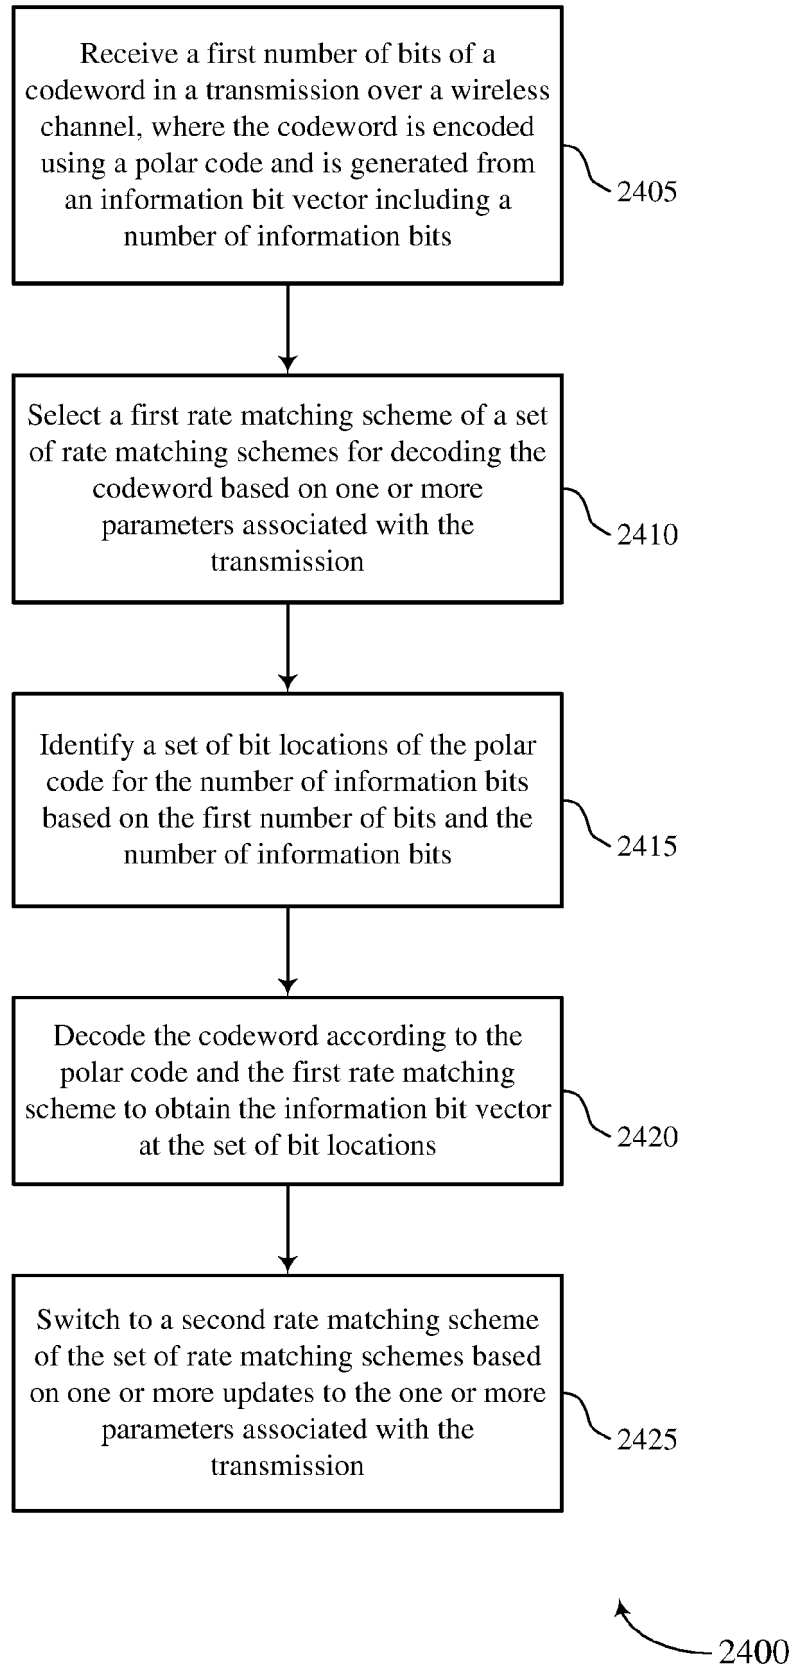 Receive a first number of bits of a
codeword in a transmission over a wireless
channel, where the codeword is encoded
using a polar code and is generated from
an information bit vector including a
number of information bits
2405
Select a first rate matching scheme of a set
of rate matching schemes for decoding the
codeword based on one or more
parameters associated with the
transmission
2410
Identify a set of bit locations of the polar
code for the number of information bits
based on the first number of bits and the
number of information bits
2415
Decode the codeword according to the
polar code and the first rate matching
scheme to obtain the information bit vector
at the set of bit locations
2420
Switch to a second rate matching scheme
of the set of rate matching schemes based
on one or more updates to the one or more
parameters associated with the
transmission
2425
2400